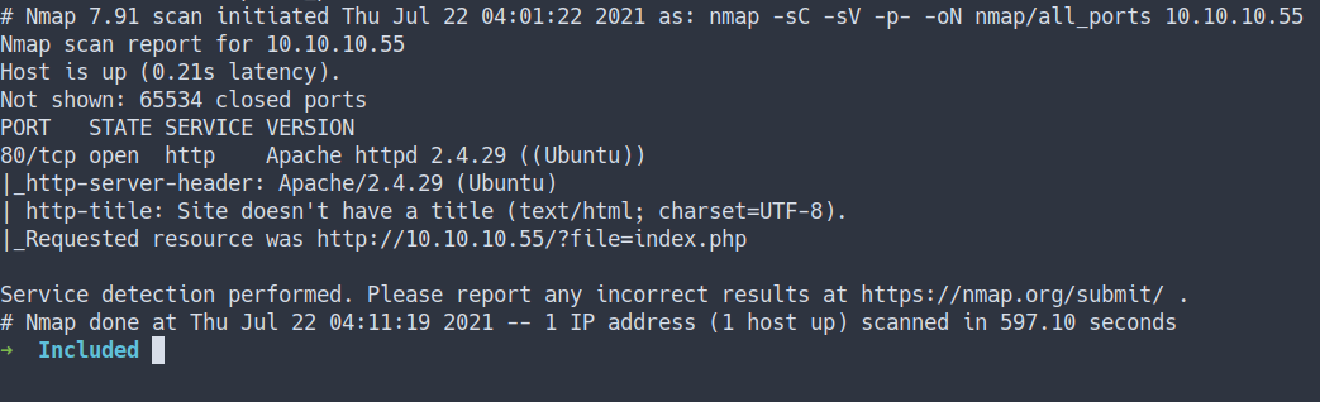 # Nmap 7.91 scan initiated Thu Jul 22 04:01:22 2021 as: nmap -sC -sV -p- -oN nmap/all_ports 10.10.10.55
Nmap scan report for 10.10.10.55
Host is up (0.21s latency).
Not shown: 65534 closed ports
PORT   STATE SERVICE VERSION
80/tcp open  http    Apache httpd 2.4.29 ((Ubuntu))
|_http-server-header: Apache/2.4.29 (Ubuntu)
| http-title: Site doesn't have a title (text/html; charset=UTF-8).
|_Requested resource was http://10.10.10.55/?file=index.php
Service detection performed. Please report any incorrect results at https://nmap.org/submit/ .
# Nmap done at Thu Jul 22 04:11:19 2021 -- 1 IP address (1 host up) scanned in 597.10 seconds
→  Included